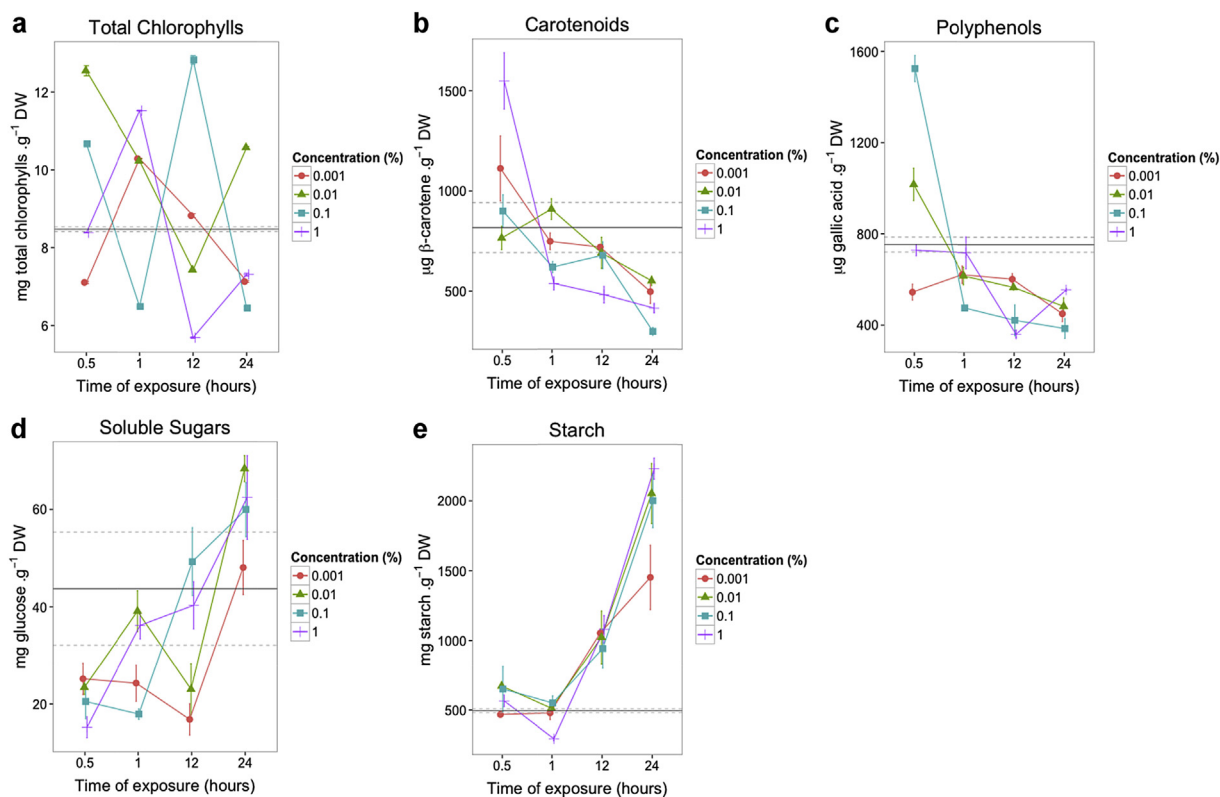 a
Total Chlorophylls
mg total chlorophylls .g⁻¹ DW
12
10
8
6
0.5 1 12 24
Time of exposure (hours)
Concentration (%)
0.001
0.01
0.1
1
b
Carotenoids
µg β-carotene .g⁻¹ DW
1500
1000
500
0.5 1 12 24
Time of exposure (hours)
Concentration (%)
0.001
0.01
0.1
1
c
Polyphenols
µg gallic acid .g⁻¹ DW
1600
1200
800
400
0.5 1 12 24
Time of exposure (hours)
Concentration (%)
0.001
0.01
0.1
1
d
Soluble Sugars
mg glucose .g⁻¹ DW
60
40
20
0.5 1 12 24
Time of exposure (hours)
Concentration (%)
0.001
0.01
0.1
1
e
Starch
mg starch .g⁻¹ DW
2000
1500
1000
500
0.5 1 12 24
Time of exposure (hours)
Concentration (%)
0.001
0.01
0.1
1